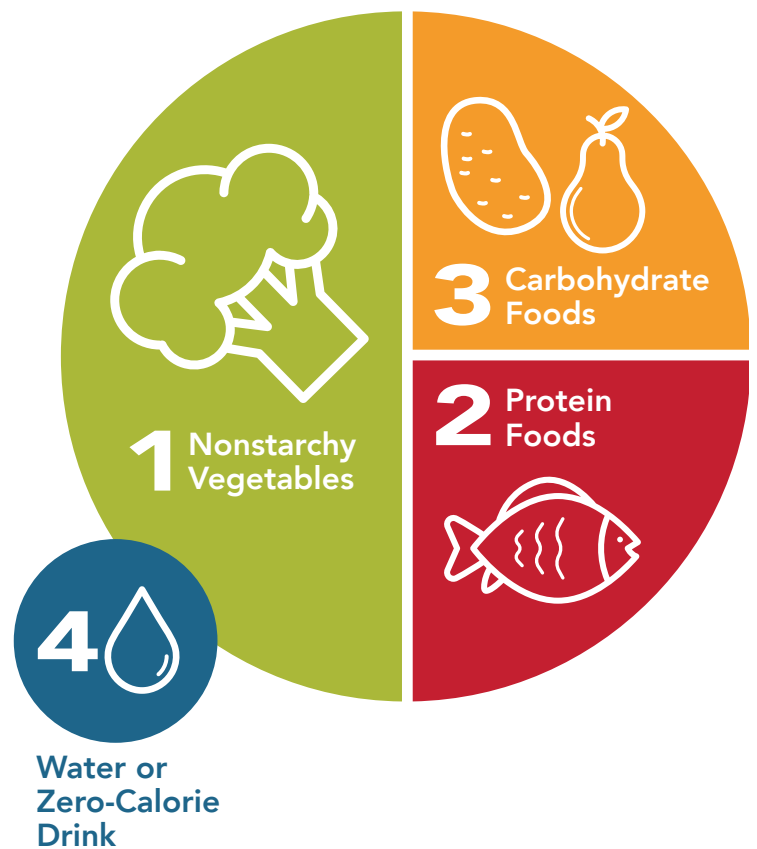 1 Nonstarchy
Vegetables
2 Protein
Foods
3 Carbohydrate
Foods
4
Water or
Zero-Calorie
Drink